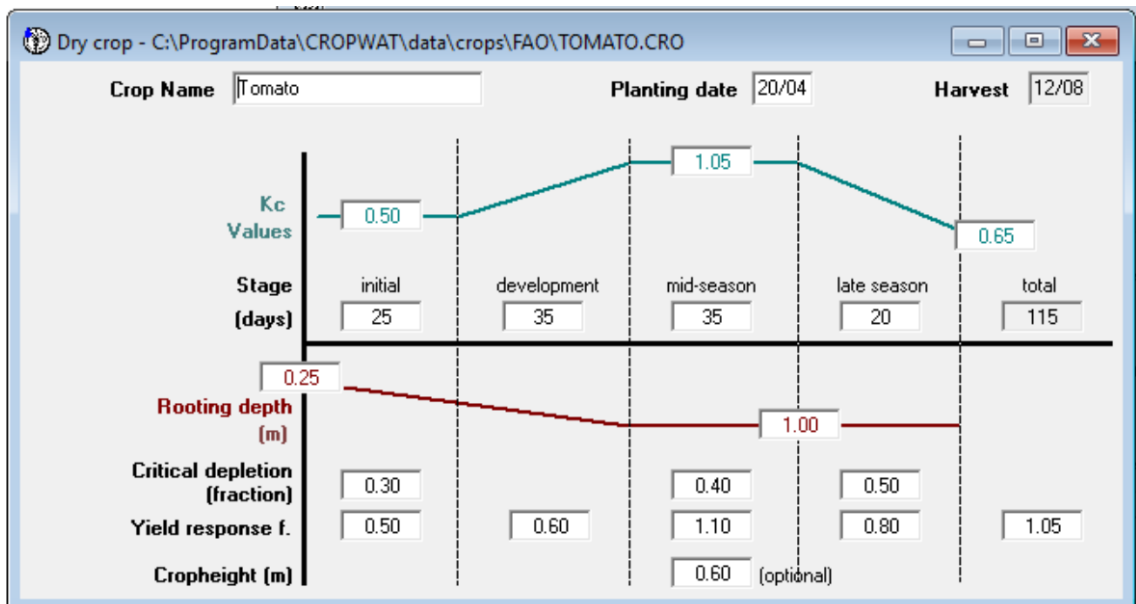 Dry crop - C:\ProgramData\CROPWAT\data\crops\FAO\TOMATO.CRO
Crop Name Tomato Planting date 20/04 Harvest 12/08
1.05
Kc
Values
0.50
0.65
Stage initial development mid-season late season total
(days) 25 35 35 20 115
0.25
Rooting depth
(m)
1.00
Critical depletion
(fraction)
0.30 0.40 0.50
Yield response f. 0.50 0.60 1.10 0.80 1.05
Cropheight (m) 0.60 (optional)